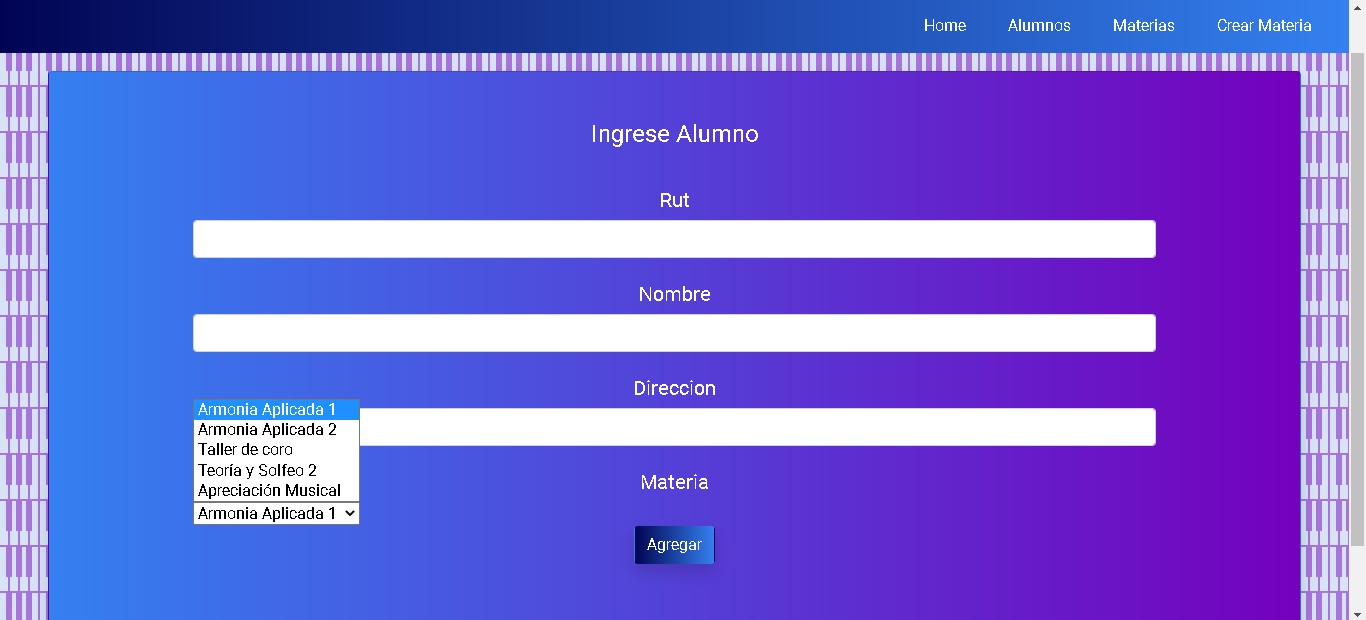 Home Alumnos Materias Crear Materia
Ingrese Alumno
Rut
Nombre
Direccion
Armonia Aplicada 1
Armonia Aplicada 2
Taller de coro
Teoría y Solfeo 2
Apreciación Musical
Materia
Armonia Aplicada 1
Agregar